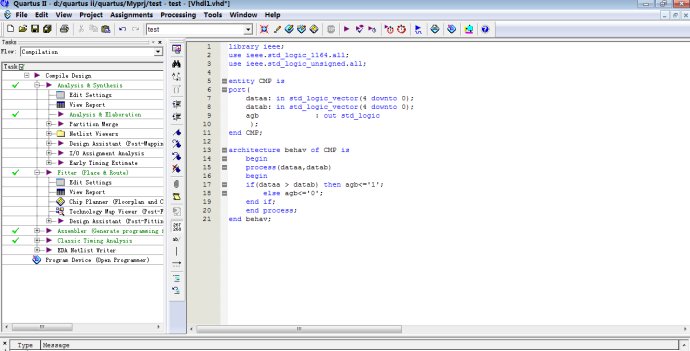 Quartus II - d:/quartus ii/quartus/Myprj/test - test - [Vhdl1.vhd*]
File Edit View Project Assignments Processing Tools Window Help
test
Tasks
Flow: Compilation
Task
Compile Design
Analysis & Synthesis
Edit Settings
View Report
Analysis & Elaboration
Partition Merge
Netlist Viewers
Design Assistant (Post-Mapping
I/O Assignment Analysis
Early Timing Estimate
Fitter (Place & Route)
Edit Settings
View Report
Chip Planner (Floorplan and C
Technology Map Viewer (Post-F
Design Assistant (Post-Fittin
Assembler (Generate programming f
Classic Timing Analysis
EDA Netlist Writer
Program Device (Open Programmer)
1 library ieee;
2 use ieee.std_logic_1164.all;
3 use ieee.std_logic_unsigned.all;
4
5 entity CMP is
6 port(
7 dataa: in std_logic_vector(4 downto 0);
8 datab: in std_logic_vector(4 downto 0);
9 agb : out std_logic
10 );
11 end CMP;
12
13 architecture behav of CMP is
14 begin
15 process(dataa,datab)
16 begin
17 if(dataa > datab) then agb<='1';
18 else agb<='0';
19 end if;
20 end process;
21 end behav;
Type Message